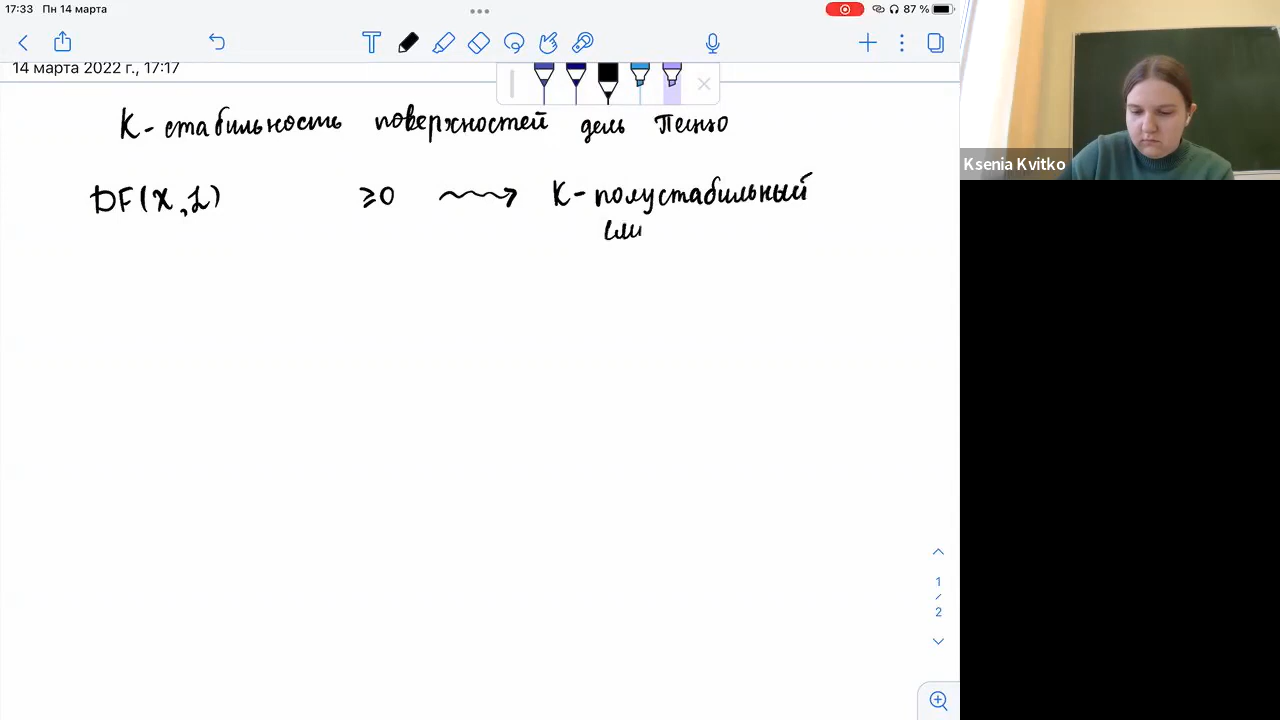 17:33 Пн 14 марта 87 %
14 марта 2022 г., 17:17
K - стабильность поверхностей дель Пеццо
DF(X, L) ≥0 ⇝ K - полустабильный
Ksenia Kvitko
1
/
2